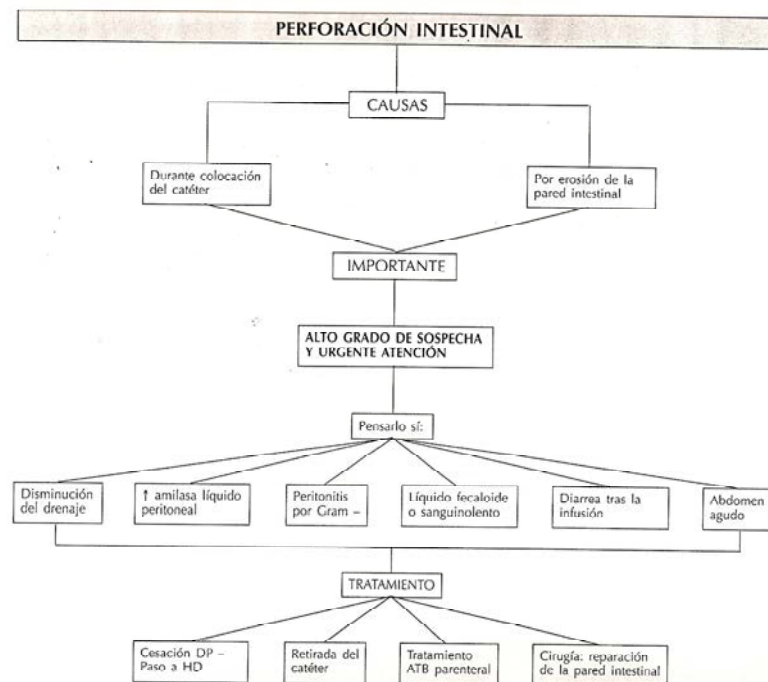 PERFORACIÓN INTESTINAL
CAUSAS
Durante colocación
del catéter
Por erosión de la
pared intestinal
IMPORTANTE
ALTO GRADO DE SOSPECHA
Y URGENTE ATENCIÓN
Pensarlo sí:
Disminución
del drenaje
↑ amilasa líquido
peritoneal
Peritonitis
por Gram –
Líquido fecaloide
o sanguinolento
Diarrea tras la
infusión
Abdomen
agudo
TRATAMIENTO
Cesación DP –
Paso a HD
Retirada del
catéter
Tratamiento
ATB parenteral
Cirugía: reparación
de la pared intestinal